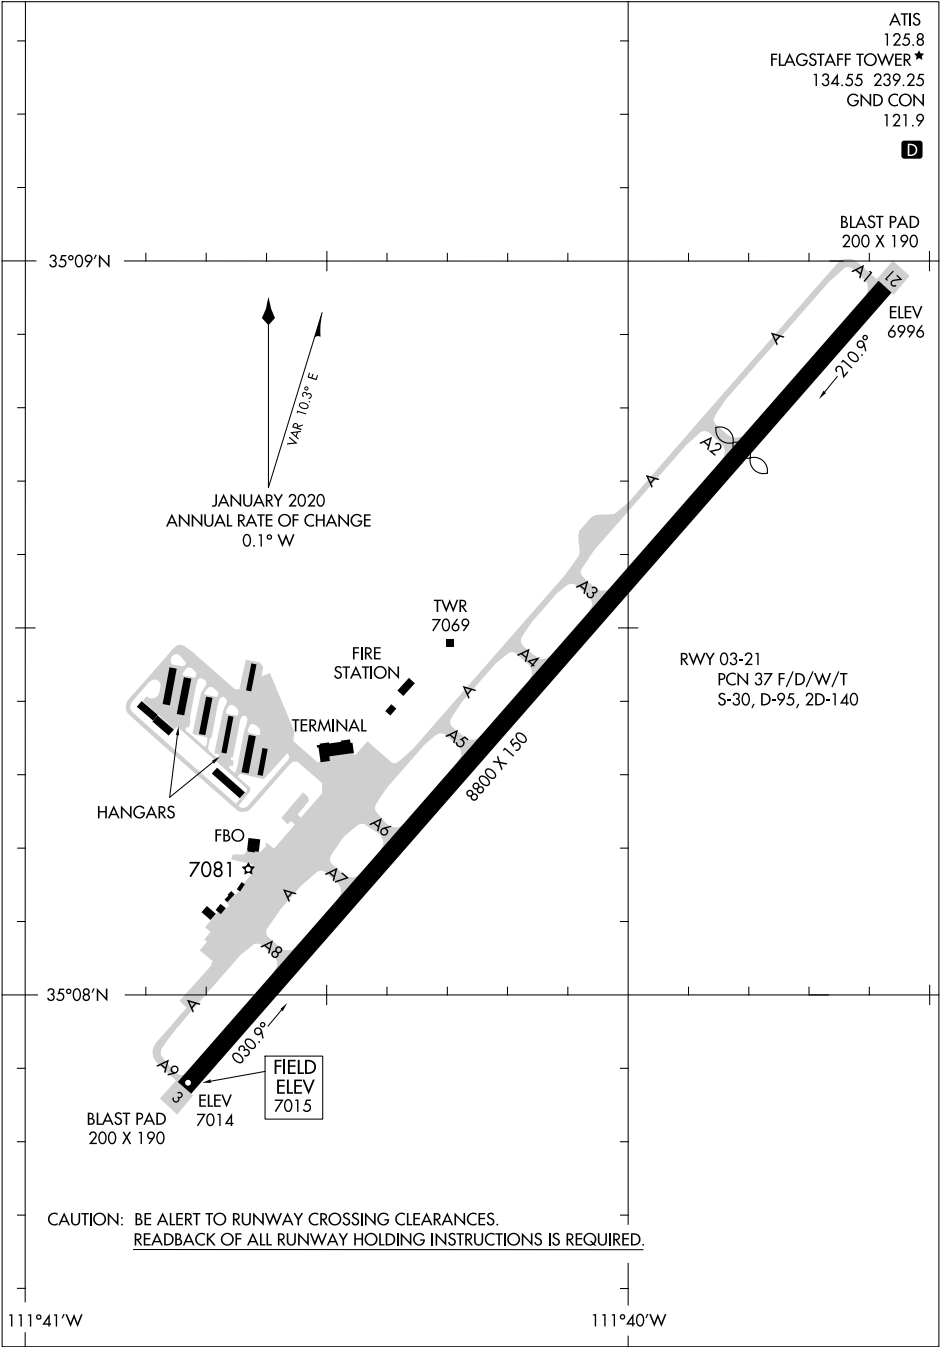 ATIS
125.8
FLAGSTAFF TOWER★
134.55 239.25
GND CON
121.9
D
BLAST PAD
200 X 190
35°09'N
A1
21
ELEV
6996
A
210.9°
VAR 10.3° E
A2
A
JANUARY 2020
ANNUAL RATE OF CHANGE
0.1° W
A3
TWR
7069
FIRE
STATION
A4
RWY 03-21
PCN 37 F/D/W/T
S-30, D-95, 2D-140
A
TERMINAL
A5
8800 X 150
HANGARS
A6
FBO
7081
A7
A
A8
35°08'N
A
030.9°
A9
FIELD
ELEV
7015
3
ELEV
7014
BLAST PAD
200 X 190
CAUTION: BE ALERT TO RUNWAY CROSSING CLEARANCES.
READBACK OF ALL RUNWAY HOLDING INSTRUCTIONS IS REQUIRED.
111°41'W
111°40'W